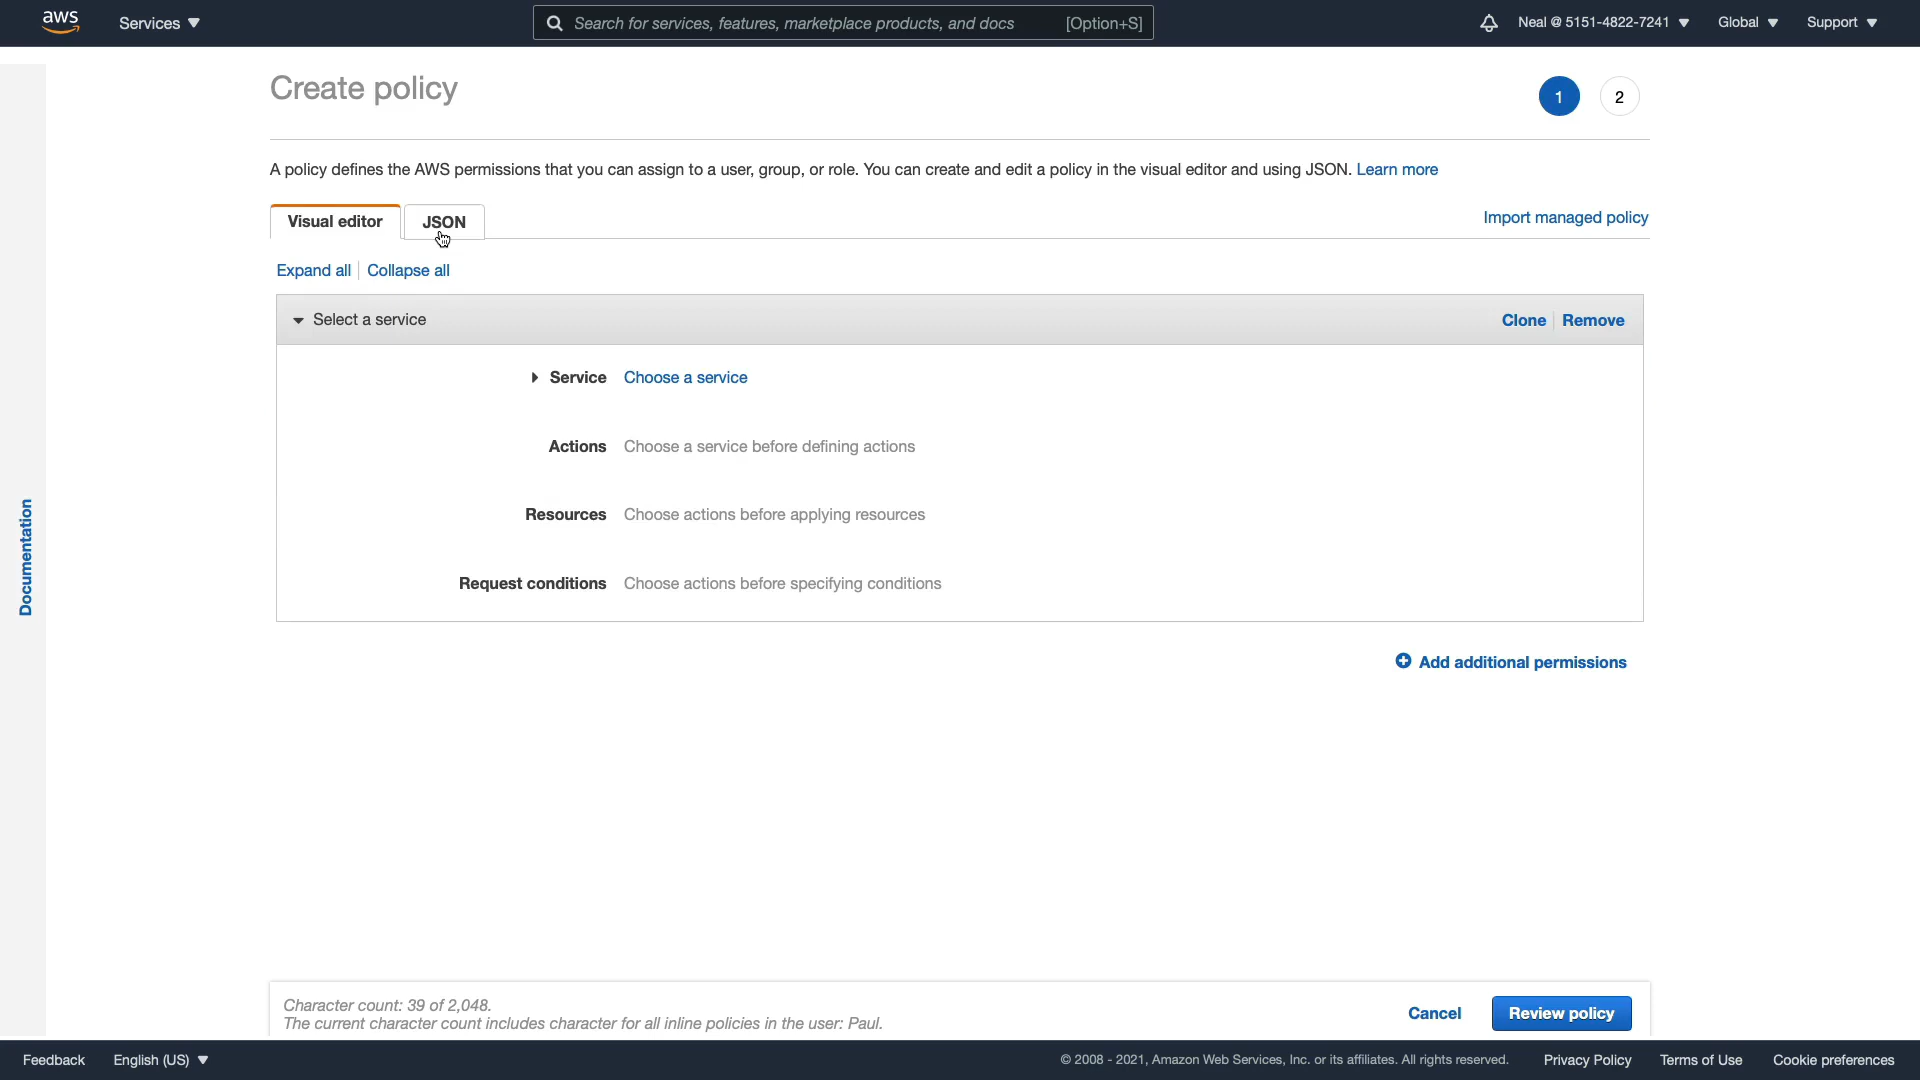 aws
Services
Search for services, features, marketplace products, and docs [Option+S]
Neal @ 5151-4822-7241
Global
Support
Create policy
1
2
A policy defines the AWS permissions that you can assign to a user, group, or role. You can create and edit a policy in the visual editor and using JSON. Learn more
Visual editor
JSON
Import managed policy
Expand all
Collapse all
Select a service
Clone
Remove
Service Choose a service
Actions Choose a service before defining actions
Resources Choose actions before applying resources
Request conditions Choose actions before specifying conditions
Documentation
Add additional permissions
Character count: 39 of 2,048.
The current character count includes character for all inline policies in the user: Paul.
Cancel
Review policy
Feedback
English (US)
© 2008 - 2021, Amazon Web Services, Inc. or its affiliates. All rights reserved.
Privacy Policy
Terms of Use
Cookie preferences